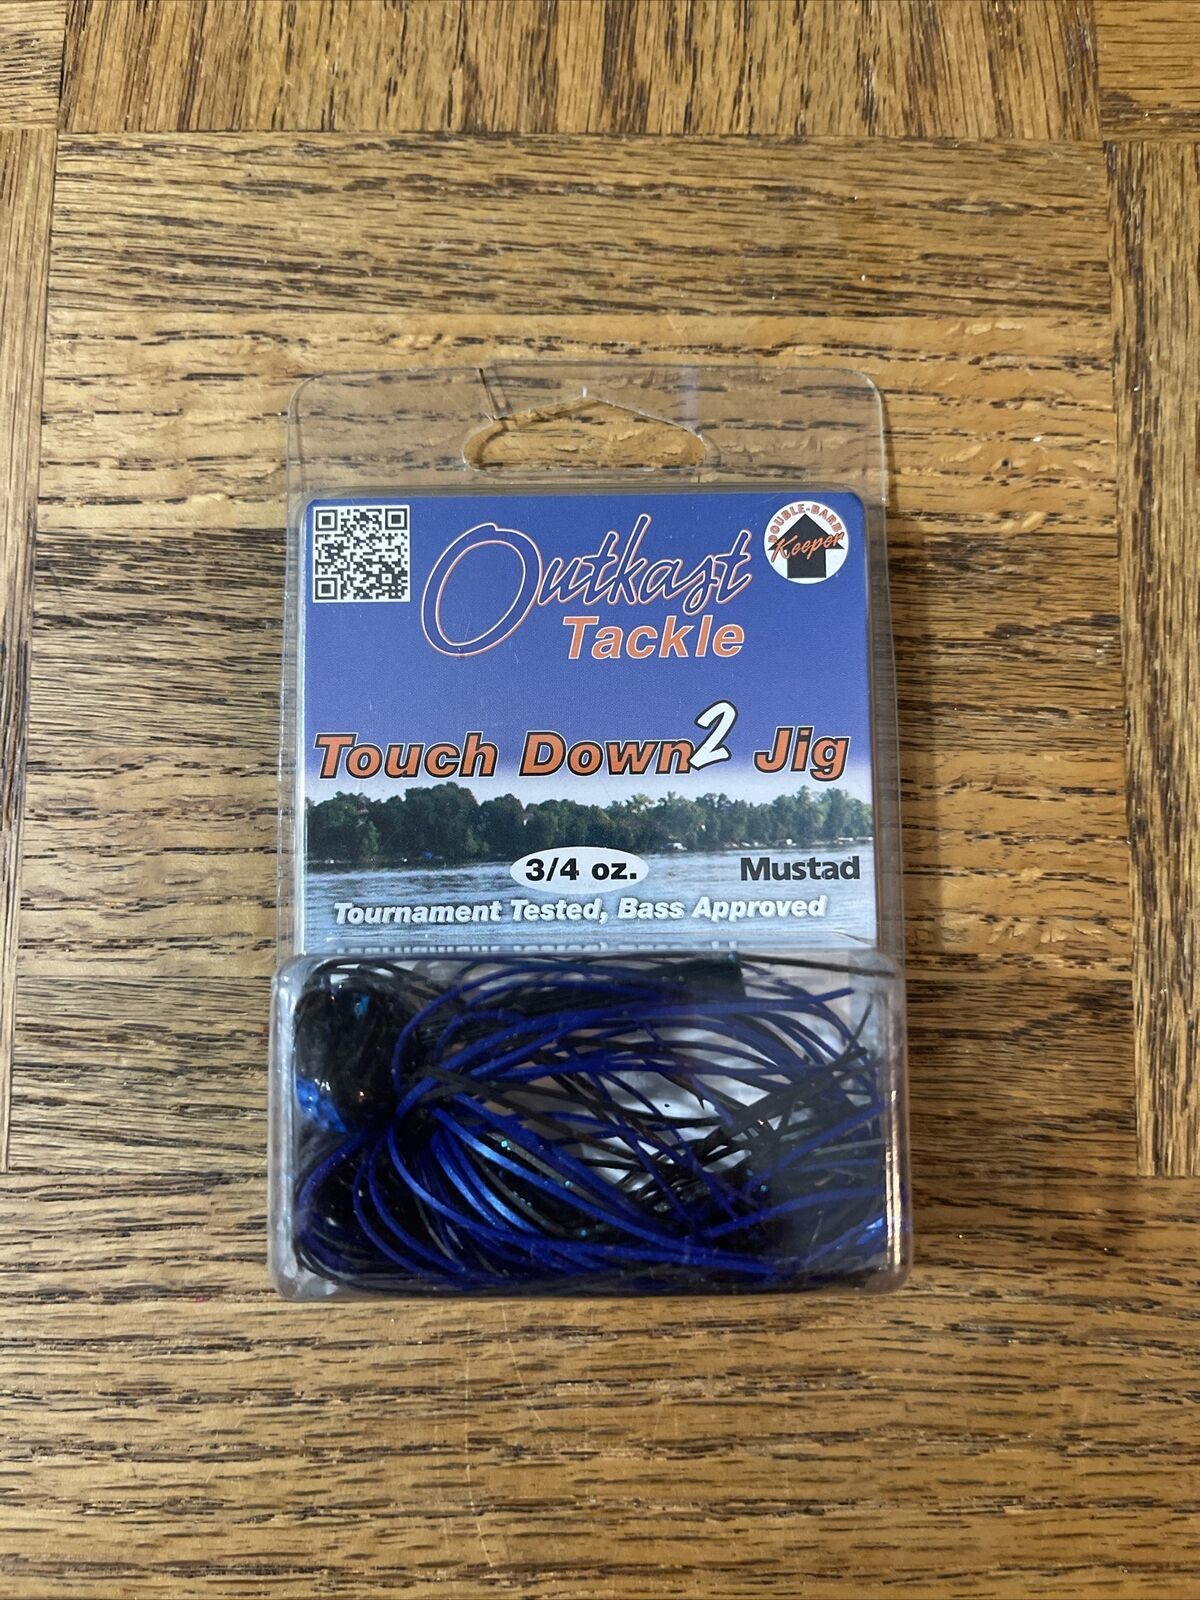 Outkast
Tackle
DOUBLE-BARB
Keeper
Touch Down2 Jig
3/4 oz.
Mustad
Tournament Tested, Bass Approved